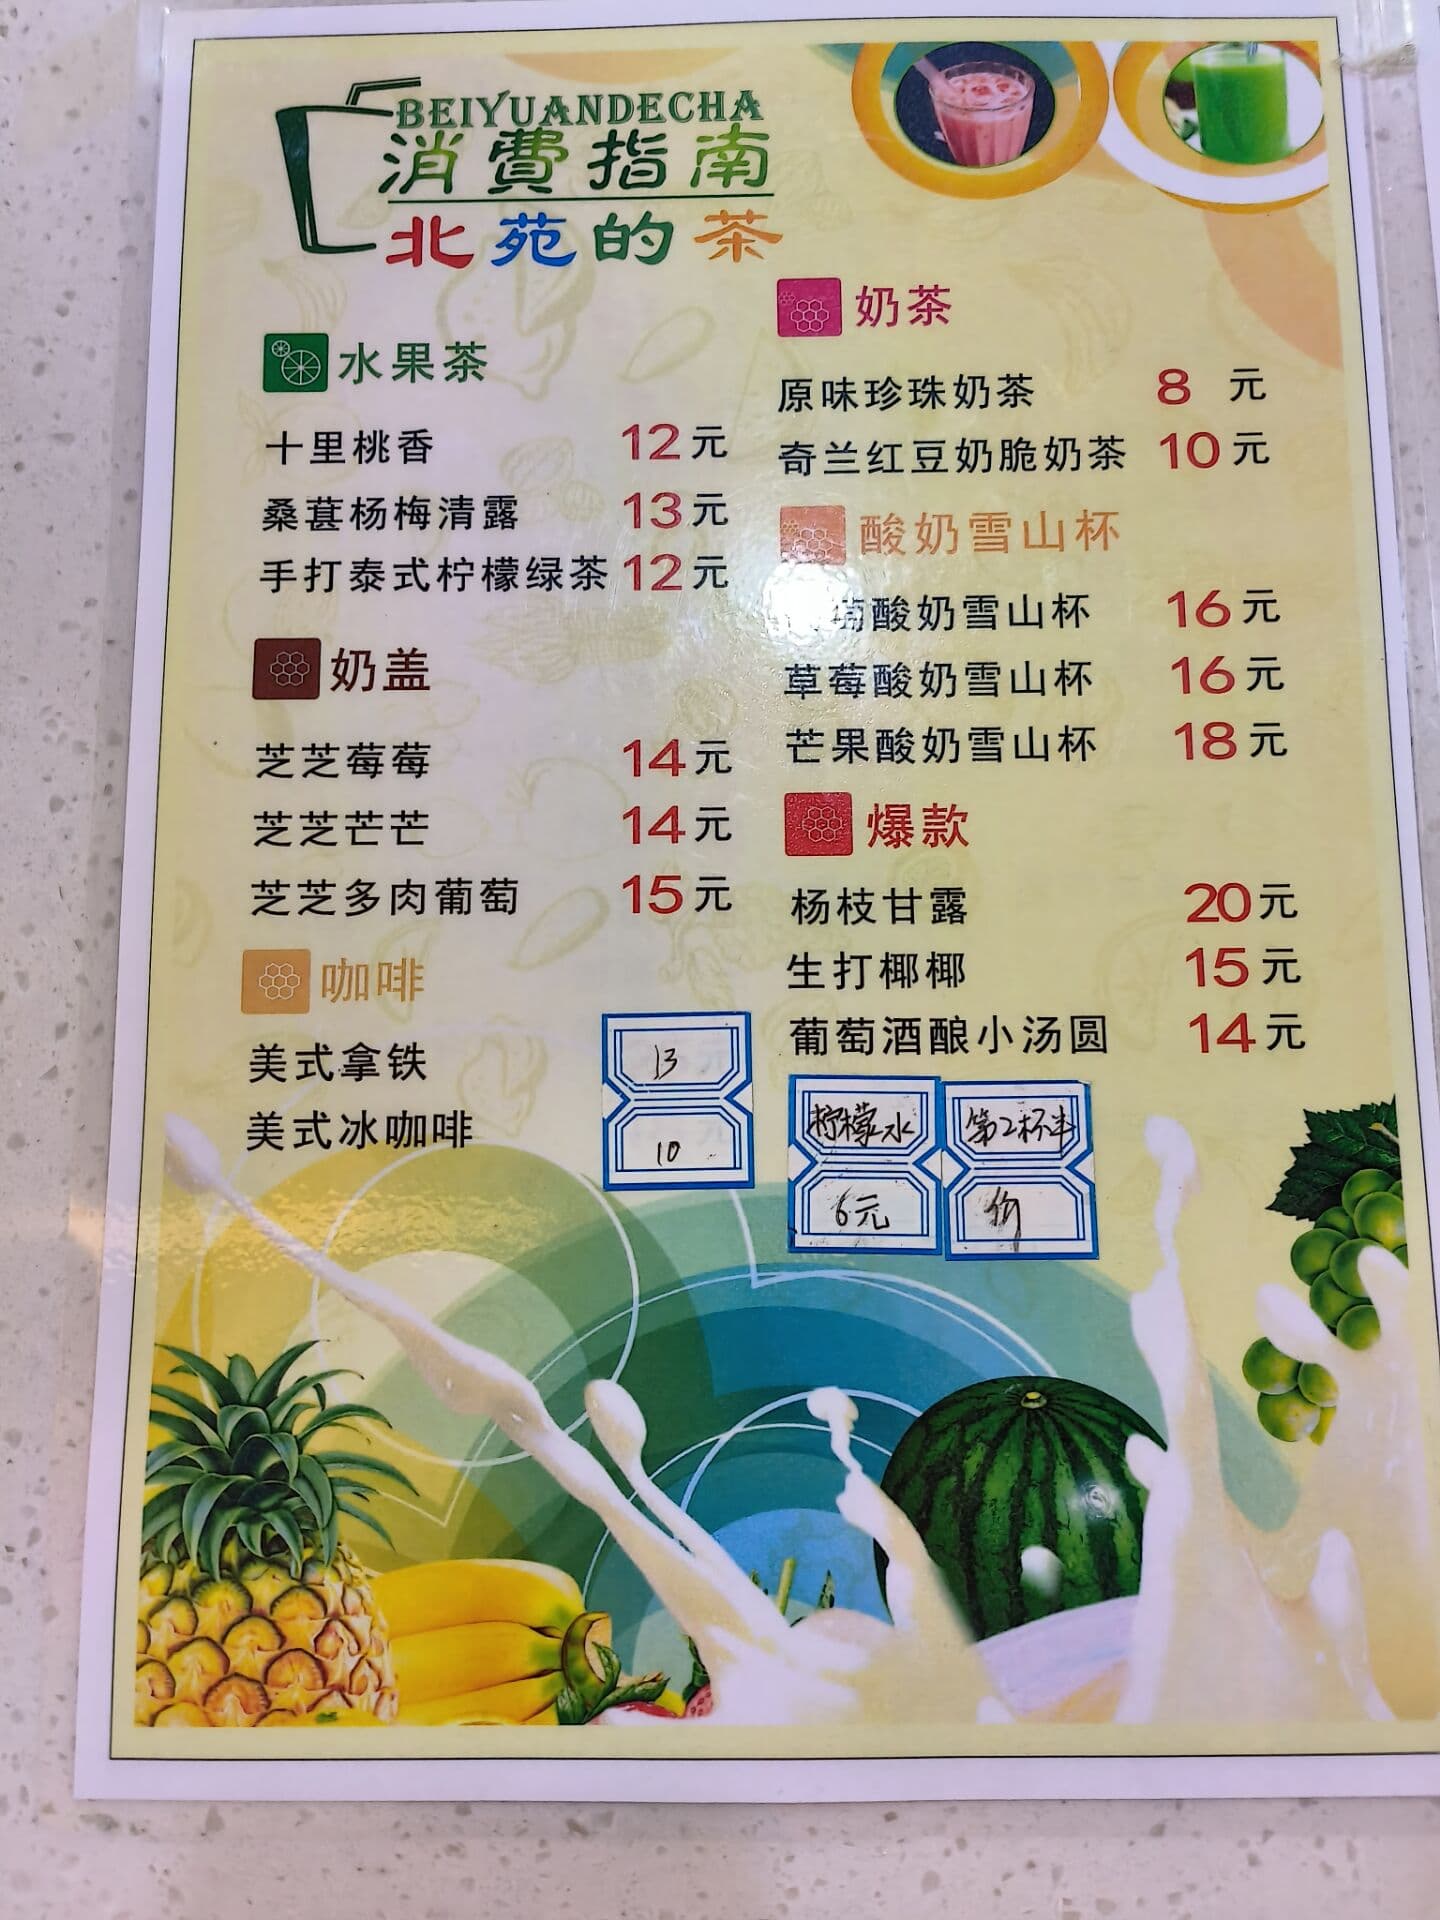 BEIYUANDECHA
消費指南
北苑的茶
水果茶
十里桃香 12元
桑葚杨梅清露 13元
手打泰式柠檬绿茶 12元
奶盖
芝芝莓莓 14元
芝芝芒芒 14元
芝芝多肉葡萄 15元
咖啡
美式拿铁 13
美式冰咖啡 10
奶茶
原味珍珠奶茶 8 元
奇兰红豆奶脆奶茶 10元
酸奶雪山杯
萄酸奶雪山杯 16元
草莓酸奶雪山杯 16元
芒果酸奶雪山杯 18元
爆款
杨枝甘露 20元
生打椰椰 15元
葡萄酒酿小汤圆 14元
柠檬水 第2杯半
6元 价